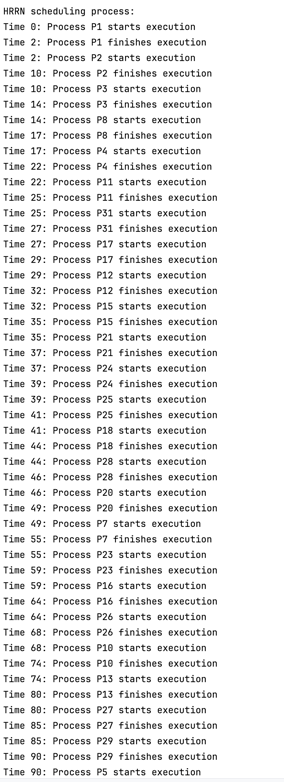 HRRN scheduling process:
Time 0: Process P1 starts execution
Time 2: Process P1 finishes execution
Time 2: Process P2 starts execution
Time 10: Process P2 finishes execution
Time 10: Process P3 starts execution
Time 14: Process P3 finishes execution
Time 14: Process P8 starts execution
Time 17: Process P8 finishes execution
Time 17: Process P4 starts execution
Time 22: Process P4 finishes execution
Time 22: Process P11 starts execution
Time 25: Process P11 finishes execution
Time 25: Process P31 starts execution
Time 27: Process P31 finishes execution
Time 27: Process P17 starts execution
Time 29: Process P17 finishes execution
Time 29: Process P12 starts execution
Time 32: Process P12 finishes execution
Time 32: Process P15 starts execution
Time 35: Process P15 finishes execution
Time 35: Process P21 starts execution
Time 37: Process P21 finishes execution
Time 37: Process P24 starts execution
Time 39: Process P24 finishes execution
Time 39: Process P25 starts execution
Time 41: Process P25 finishes execution
Time 41: Process P18 starts execution
Time 44: Process P18 finishes execution
Time 44: Process P28 starts execution
Time 46: Process P28 finishes execution
Time 46: Process P20 starts execution
Time 49: Process P20 finishes execution
Time 49: Process P7 starts execution
Time 55: Process P7 finishes execution
Time 55: Process P23 starts execution
Time 59: Process P23 finishes execution
Time 59: Process P16 starts execution
Time 64: Process P16 finishes execution
Time 64: Process P26 starts execution
Time 68: Process P26 finishes execution
Time 68: Process P10 starts execution
Time 74: Process P10 finishes execution
Time 74: Process P13 starts execution
Time 80: Process P13 finishes execution
Time 80: Process P27 starts execution
Time 85: Process P27 finishes execution
Time 85: Process P29 starts execution
Time 90: Process P29 finishes execution
Time 90: Process P5 starts execution